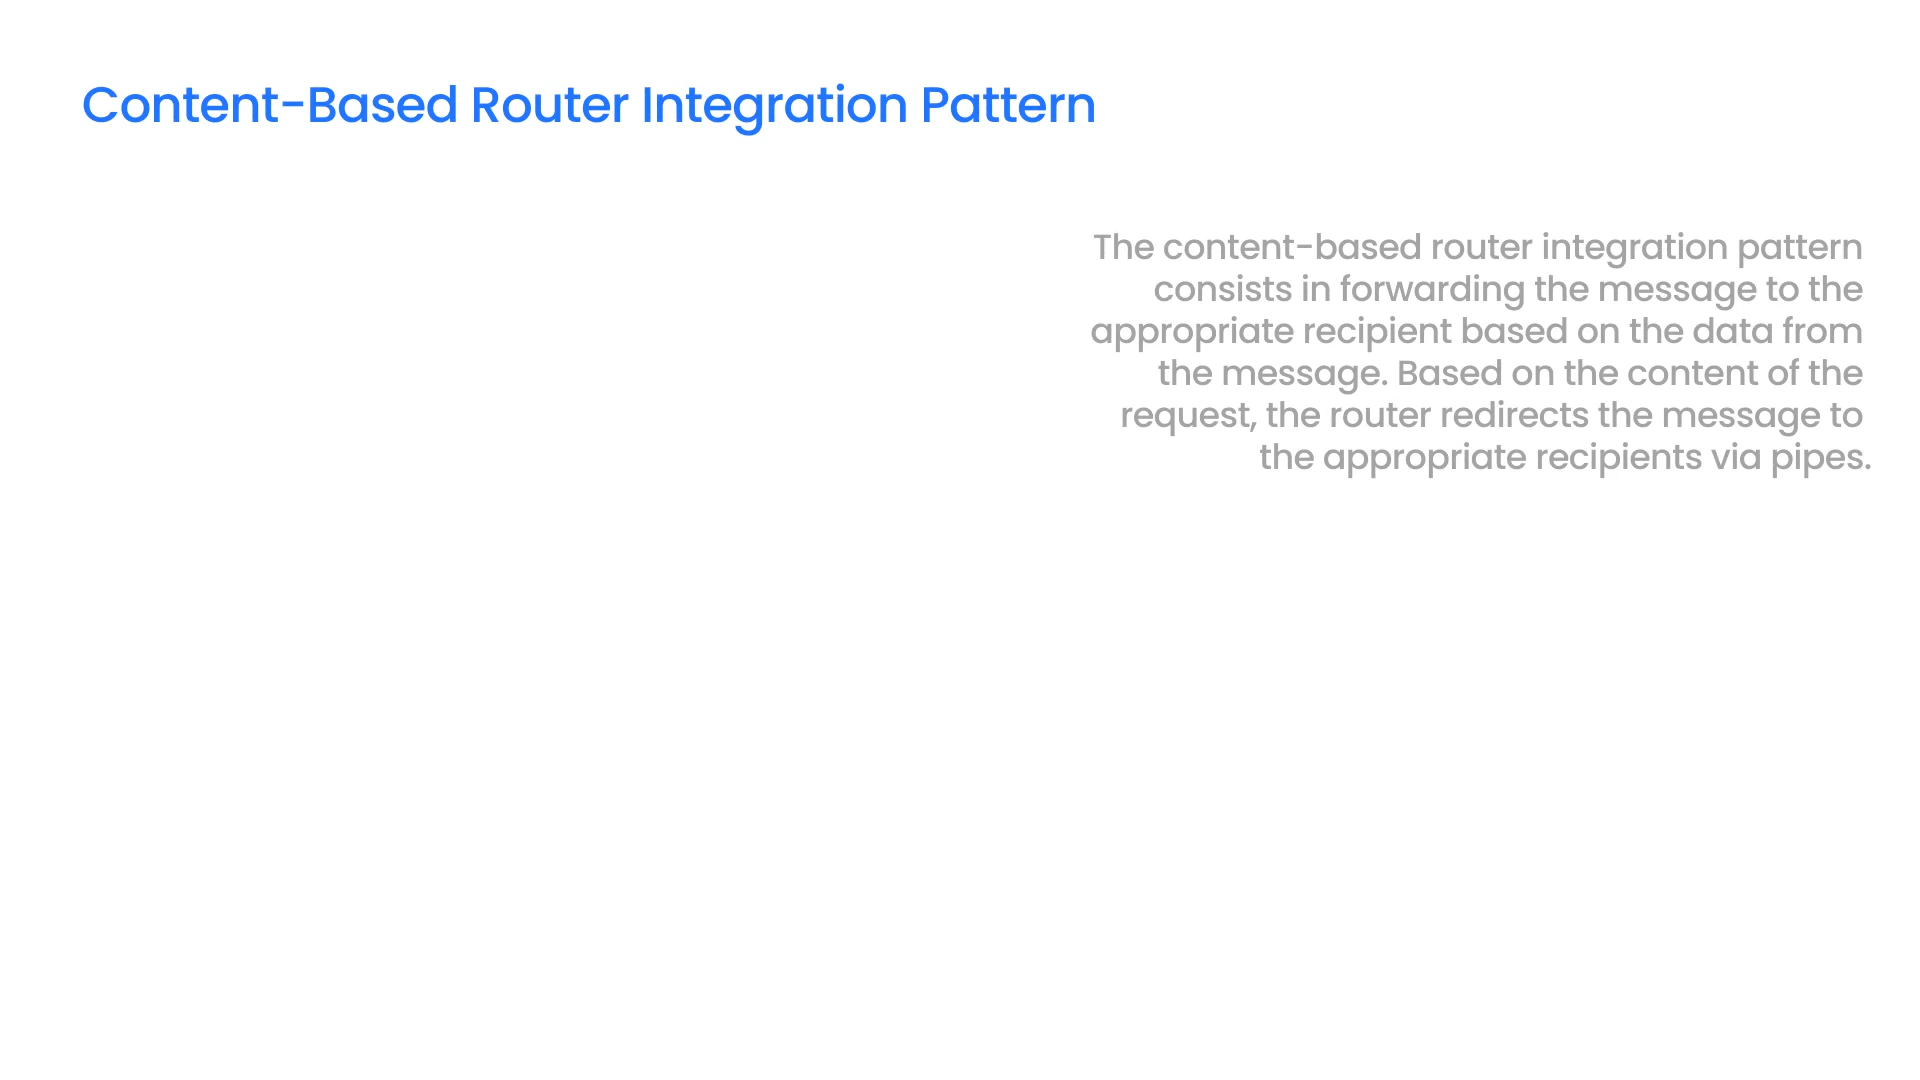 Content-Based Router Integration Pattern
The content-based router integration pattern
consists in forwarding the message to the
appropriate recipient based on the data from
the message. Based on the content of the
request, the router redirects the message to
the appropriate recipients via pipes.